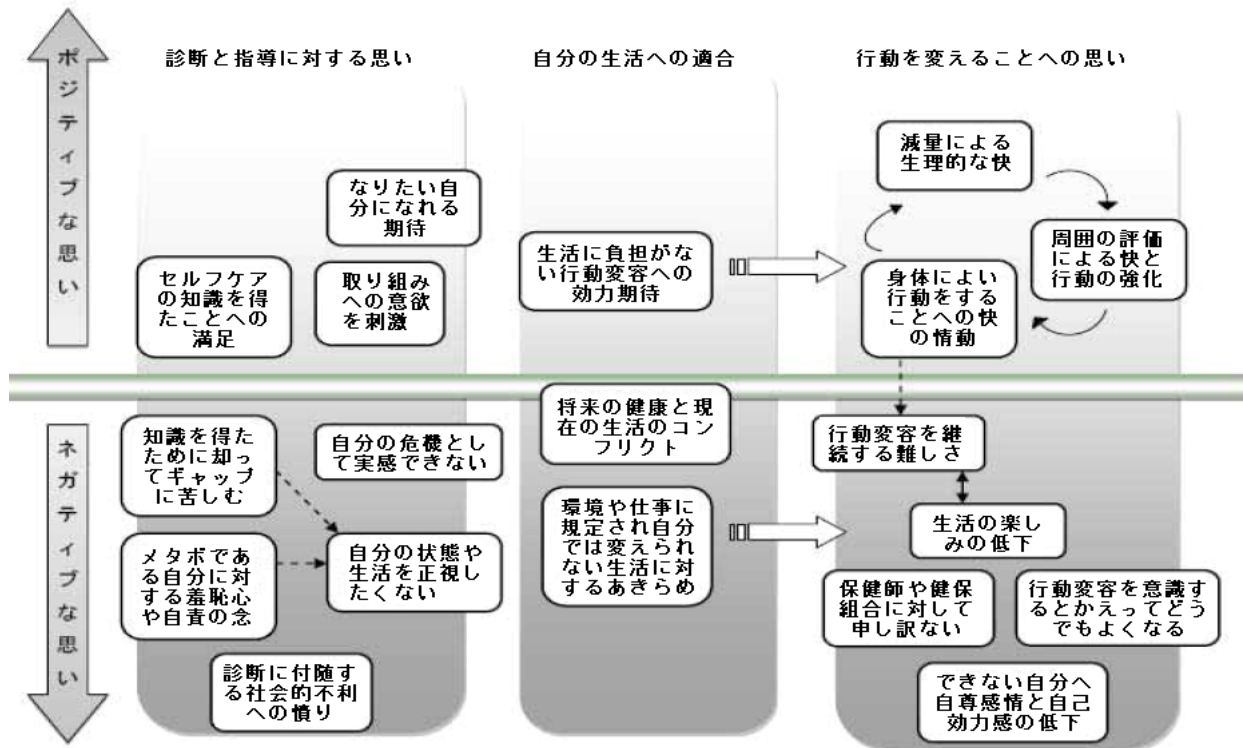 ポジティブな思い
診断と指導に対する思い
自分の生活への適合
行動を変えることへの思い
なりたい自
分になれる
期待
セルフケア
の知識を得
たことへの
満足
取り組み
への意欲
を刺激
生活に負担がな
い行動変容への
効力期待
減量による
生理的な快
周囲の評価
による快と
行動の強化
身体によい
行動をする
ことへの快
の情動
ネガティブな思い
知識を得た
ために却っ
てギャップ
に苦しむ
自分の危機とし
て実感できない
メタボであ
る自分に対
する羞恥心
や自責の念
自分の状態や
生活を正視し
たくない
診断に付随す
る社会的不利
への憤り
将来の健康と現
在の生活のコン
フリクト
環境や仕事に
規定され自分
では変えられ
ない生活に対
するあきらめ
行動変容を継
続する難しさ
生活の楽し
みの低下
保健師や健保
組合に対して
申し訳ない
行動変容を意識す
るとかえってどう
でもよくなる
できない自分へ
自尊感情と自己
効力感の低下